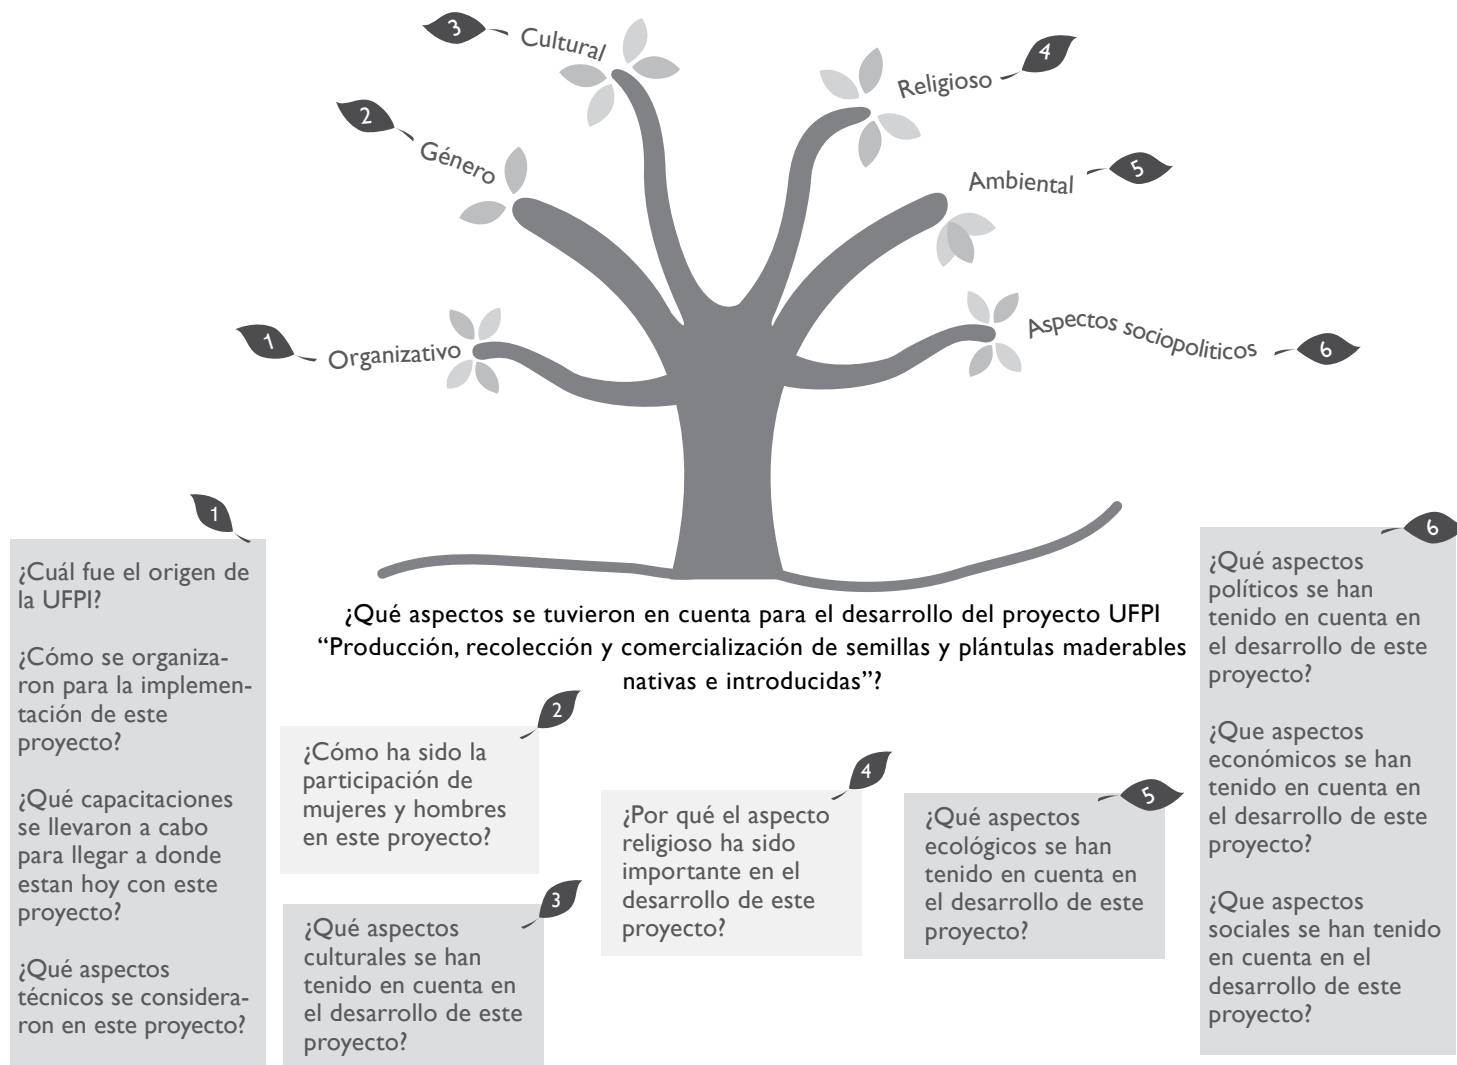 3
Cultural
4
Religioso
2
Género
5
Ambiental
1
Organizativo
6
Aspectos sociopoliticos
¿Qué aspectos se tuvieron en cuenta para el desarrollo del proyecto UFPI
“Producción, recolección y comercialización de semillas y plántulas maderables
nativas e introducidas”?
1
¿Cuál fue el origen de
la UFPI?
¿Cómo se organiza-
ron para la implemen-
tación de este
proyecto?
¿Qué capacitaciones
se llevaron a cabo
para llegar a donde
estan hoy con este
proyecto?
¿Qué aspectos
técnicos se considera-
ron en este proyecto?
2
¿Cómo ha sido la
participación de
mujeres y hombres
en este proyecto?
3
¿Qué aspectos
culturales se han
tenido en cuenta en
el desarrollo de este
proyecto?
4
¿Por qué el aspecto
religioso ha sido
importante en el
desarrollo de este
proyecto?
5
¿Qué aspectos
ecológicos se han
tenido en cuenta en
el desarrollo de este
proyecto?
6
¿Qué aspectos
políticos se han
tenido en cuenta en
el desarrollo de este
proyecto?
¿Que aspectos
económicos se han
tenido en cuenta en
el desarrollo de este
proyecto?
¿Que aspectos
sociales se han tenido
en cuenta en el
desarrollo de este
proyecto?